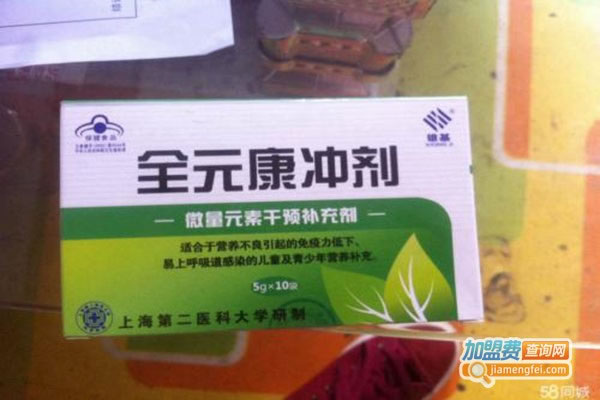 保健食品
雄基
全元康冲剂
微量元素干预补充剂
适合于营养不良引起的免疫力低下、
易上呼吸道感染的儿童及青少年营养补充。
5g×10袋
上海第二医科大学研制
加盟费查询网
jiamengfei.com
58同城